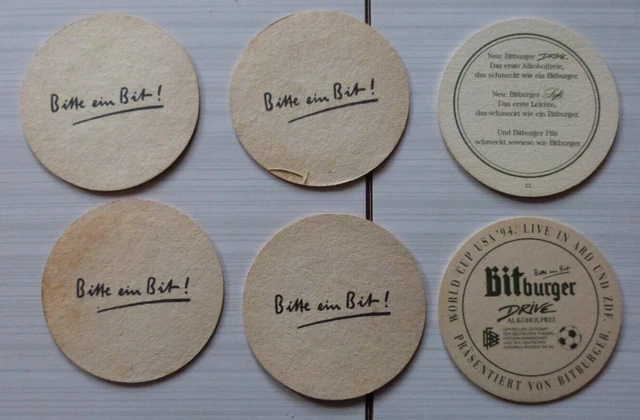 Bitte ein Bit!
Bitte ein Bit!
Neu: Bitburger DRIVE
Das erste Alkoholfreie,
das schmeckt wie ein Bitburger.
Neu: Bitburger Light
Das erste Leichte,
das schmeckt wie ein Bitburger.
Und Bitburger Pils
schmeckt sowieso wie Bitburger.
Bitte ein Bit!
Bitte ein Bit!
WORLD CUP USA '94. LIVE IN ARD UND ZDF.
Bitte ein Bit
Bitburger
DRIVE
ALKOHOLFREI
PRÄSENTIERT VON BITBURGER.